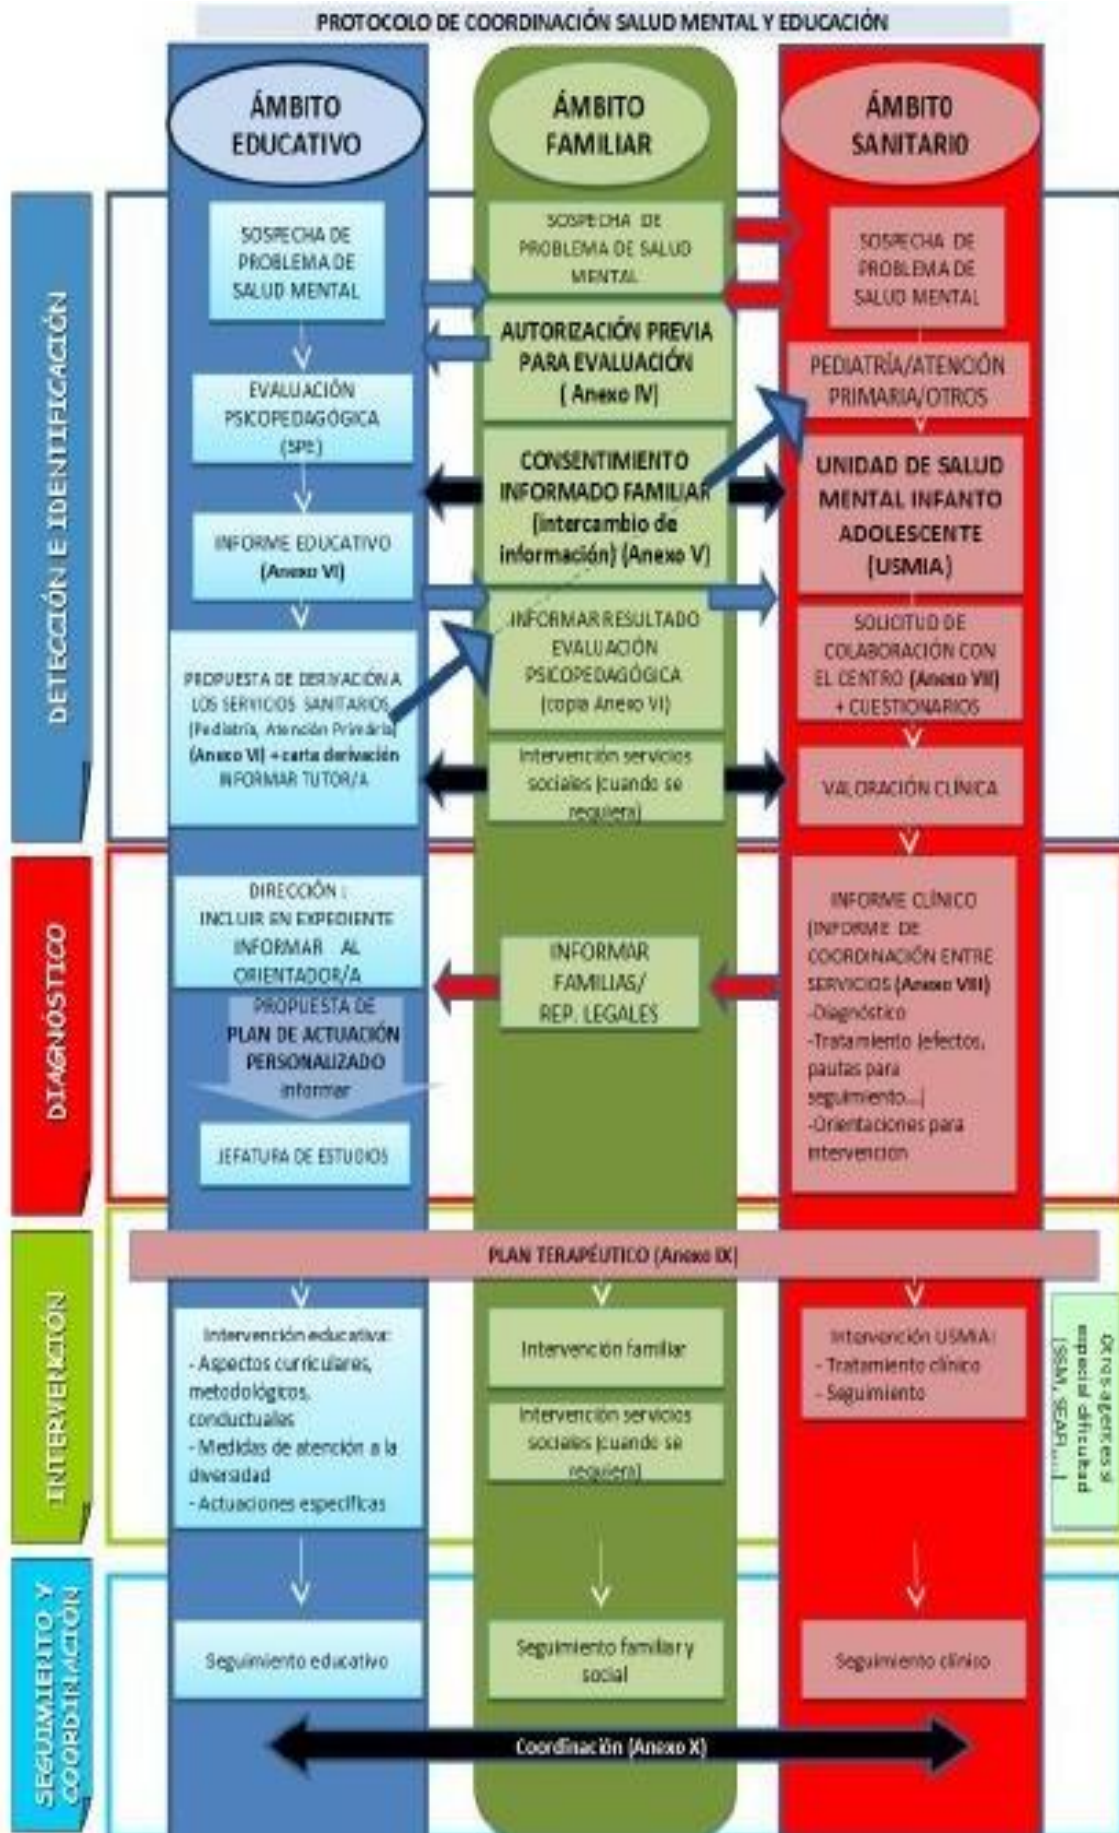 PROTOCOLO DE COORDINACIÓN SALUD MENTAL Y EDUCACIÓN
ÁMBITO
EDUCATIVO
ÁMBITO
FAMILIAR
ÁMBITO
SANITARIO
DETECCIÓN E IDENTIFICACIÓN
SOSPECHA DE
PROBLEMA DE
SALUD MENTAL
EVALUACIÓN
PSICOPEDAGÓGICA
(SPE)
INFORME EDUCATIVO
(Anexo VI)
PROPUESTA DE DERIVACIÓN A
LOS SERVICIOS SANITARIOS
(Pediatría, Atención Primária)
(Anexo VI) + carta derivación
INFORMAR TUTOR/A
SOSPECHA DE
PROBLEMA DE SALUD
MENTAL
AUTORIZACIÓN PREVIA
PARA EVALUACIÓN
( Anexo IV)
CONSENTIMIENTO
INFORMADO FAMILIAR
(intercambio de
información) (Anexo V)
INFORMAR RESULTADO
EVALUACIÓN
PSICOPEDAGÓGICA
(copia Anexo VI)
Intervención servicios
sociales (cuando se
requiera)
SOSPECHA DE
PROBLEMA DE
SALUD MENTAL
PEDIATRÍA/ATENCIÓN
PRIMARIA/OTROS
UNIDAD DE SALUD
MENTAL INFANTO
ADOLESCENTE
(USMIA)
SOLICITUD DE
COLABORACIÓN CON
EL CENTRO (Anexo VII)
+ CUESTIONARIOS
VALORACIÓN CLÍNICA
DIAGNÓSTICO
DIRECCIÓN :
INCLUIR EN EXPEDIENTE
INFORMAR AL
ORIENTADOR/A
PROPUESTA DE
PLAN DE ACTUACIÓN
PERSONALIZADO
informar
JEFATURA DE ESTUDIOS
INFORMAR
FAMILIAS/
REP. LEGALES
INFORME CLÍNICO
(INFORME DE
COORDINACIÓN ENTRE
SERVICIOS (Anexo VIII)
-Diagnóstico
-Tratamiento (efectos,
pautas para
seguimiento...)
-Orientaciones para
intervención
INTERVENCIÓN
PLAN TERAPÉUTICO (Anexo IX)
Intervención educativa:
- Aspectos curriculares,
metodológicos,
conductuales
- Medidas de atención a la
diversidad
- Actuaciones específicas
Intervención familiar
Intervención servicios
sociales (cuando se
requiera)
Intervención USMIA:
- Tratamiento clínico
- Seguimiento
Otros agentes si
especial dificultad
(SSM, SEAFI,...)
SEGUIMIENTO Y
COORDINACIÓN
Seguimiento educativo
Seguimiento familiar y
social
Seguimiento clínico
Coordinación (Anexo X)